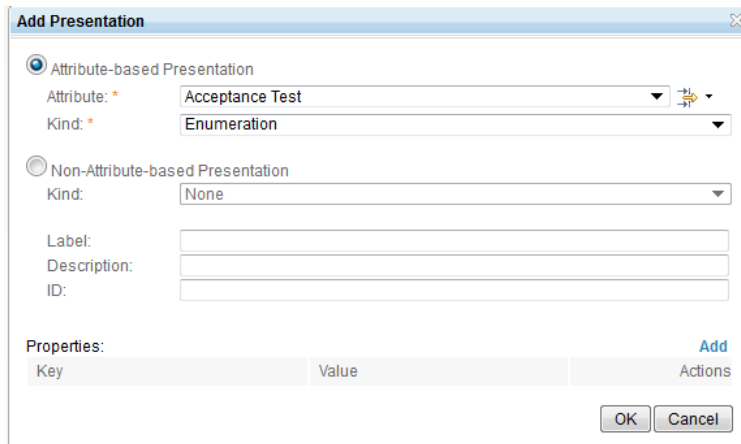 Add Presentation
Attribute-based Presentation
Attribute: * Acceptance Test
Kind: * Enumeration
Non-Attribute-based Presentation
Kind: None
Label:
Description:
ID:
Properties: Add
Key Value Actions
OK Cancel